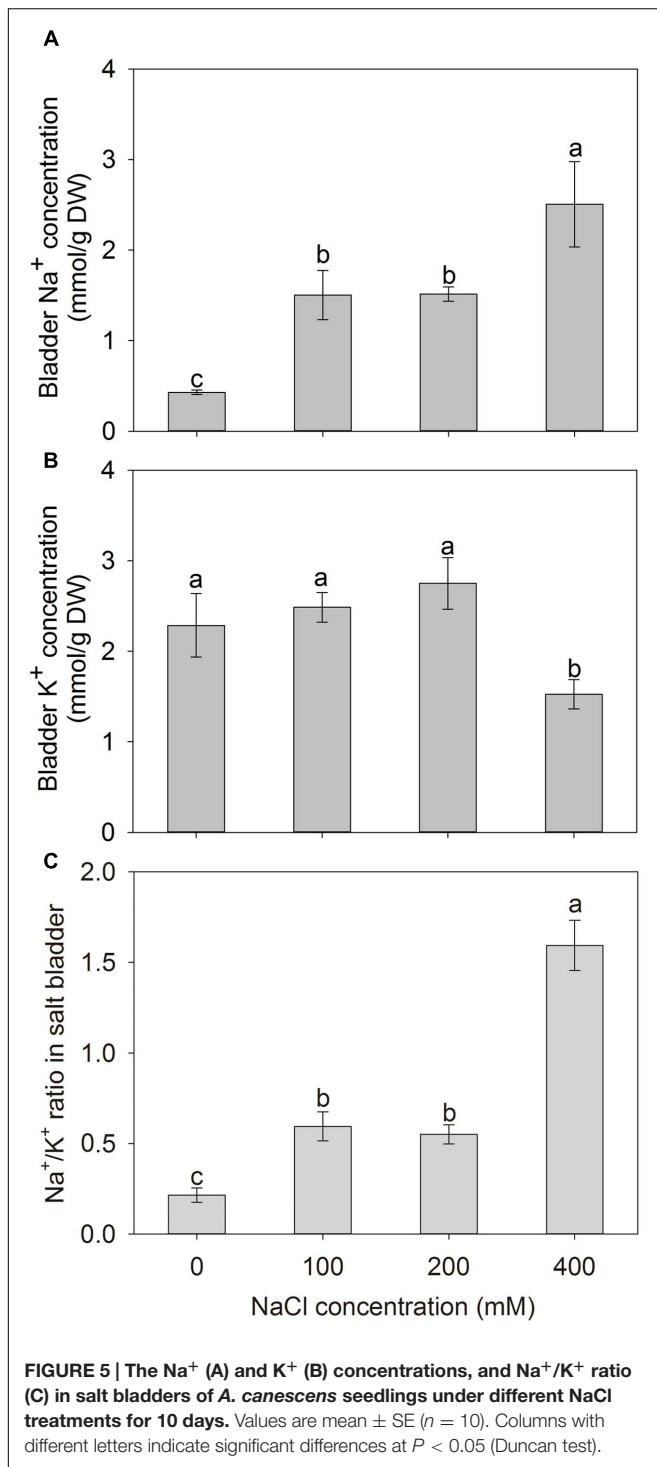 A
4
3
2
1
0
Bladder Na+ concentration
(mmol/g DW)
c
b
b
a
B
4
3
2
1
0
Bladder K+ concentration
(mmol/g DW)
a
a
a
b
C
2.0
1.5
1.0
0.5
0.0
Na+/K+ ratio in salt bladder
c
b
b
a
0 100 200 400
NaCl concentration (mM)
FIGURE 5 | The Na+ (A) and K+ (B) concentrations, and Na+/K+ ratio
(C) in salt bladders of A. canescens seedlings under different NaCl
treatments for 10 days. Values are mean ± SE (n = 10). Columns with
different letters indicate significant differences at P < 0.05 (Duncan test).